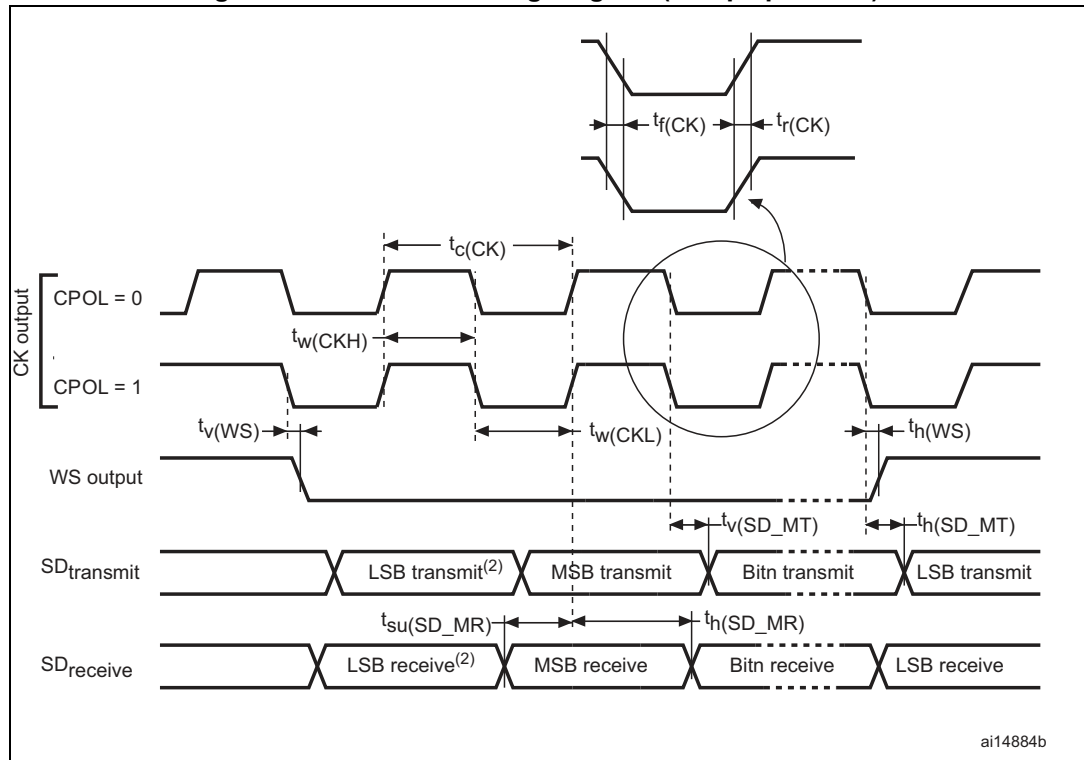 tf(CK) tr(CK)
tc(CK)
CK output
CPOL = 0
tw(CKH)
CPOL = 1
tv(WS) tw(CKL) th(WS)
WS output
tv(SD_MT) th(SD_MT)
SDtransmit LSB transmit(2) MSB transmit Bitn transmit LSB transmit
tsu(SD_MR) th(SD_MR)
SDreceive LSB receive(2) MSB receive Bitn receive LSB receive
ai14884b